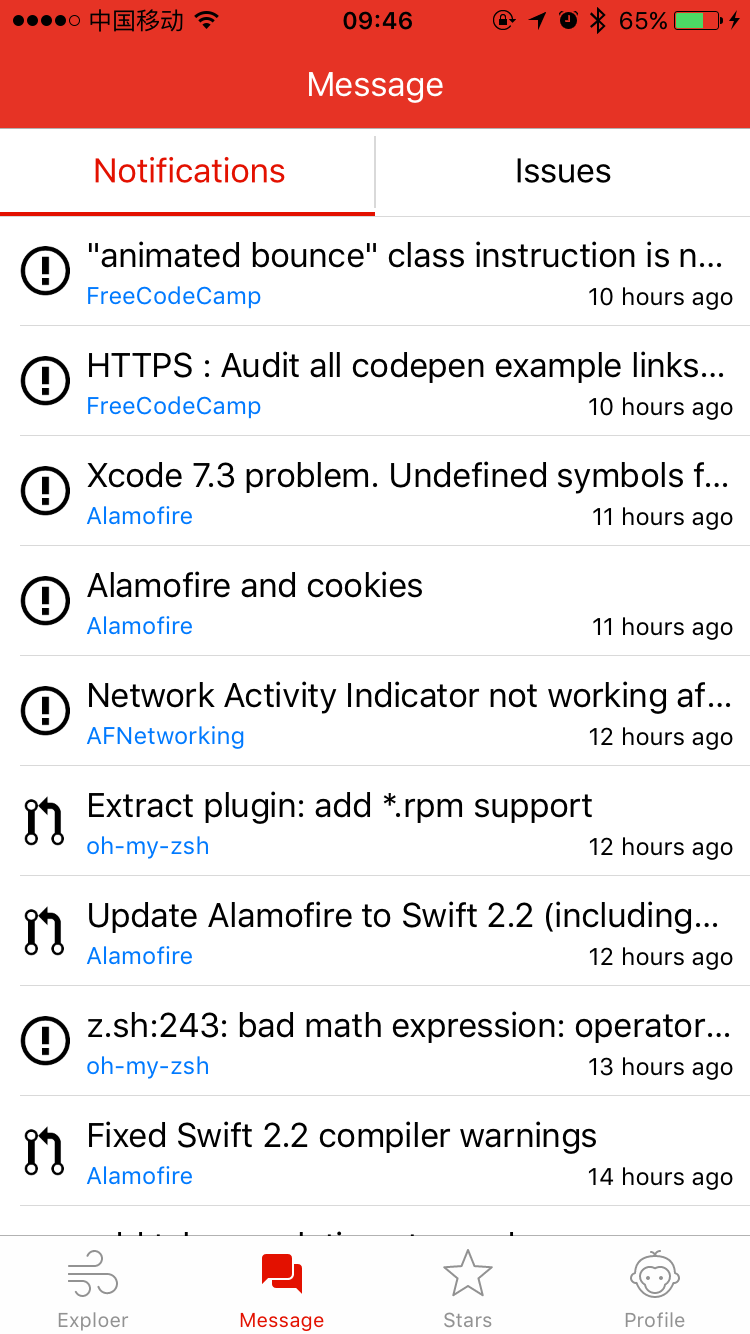 中国移动 09:46 65%
Message
Notifications Issues
"animated bounce" class instruction is n...
FreeCodeCamp 10 hours ago
HTTPS : Audit all codepen example links...
FreeCodeCamp 10 hours ago
Xcode 7.3 problem. Undefined symbols f...
Alamofire 11 hours ago
Alamofire and cookies
Alamofire 11 hours ago
Network Activity Indicator not working af...
AFNetworking 12 hours ago
Extract plugin: add *.rpm support
oh-my-zsh 12 hours ago
Update Alamofire to Swift 2.2 (including...
Alamofire 12 hours ago
z.sh:243: bad math expression: operator...
oh-my-zsh 13 hours ago
Fixed Swift 2.2 compiler warnings
Alamofire 14 hours ago
Exploer Message Stars Profile